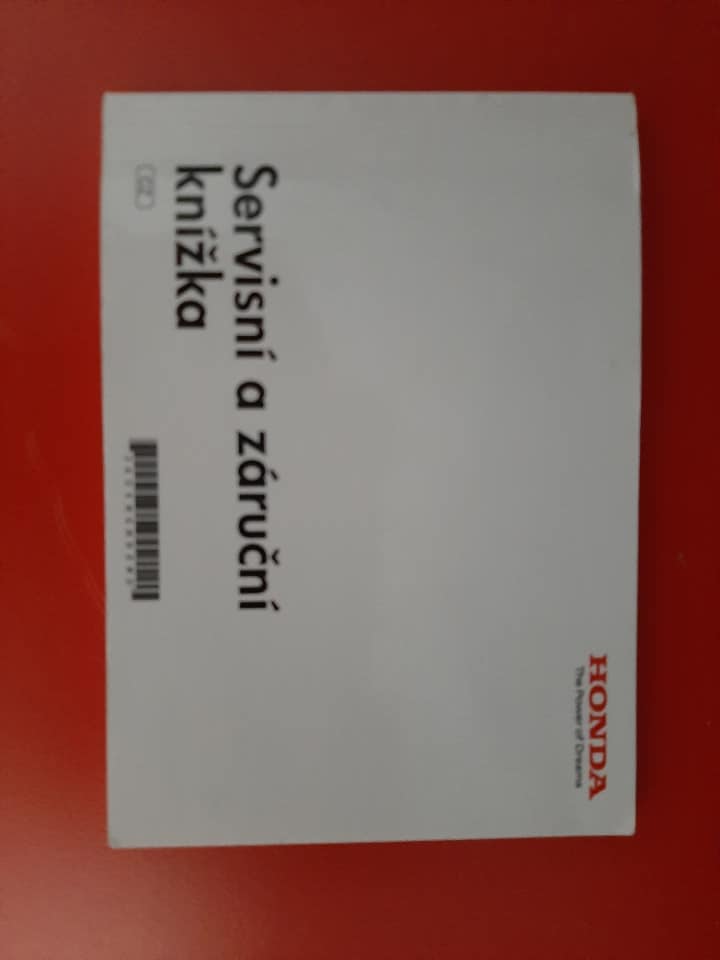 HONDA
The Power of Dreams
Servisní a záruční
knížka
CZ